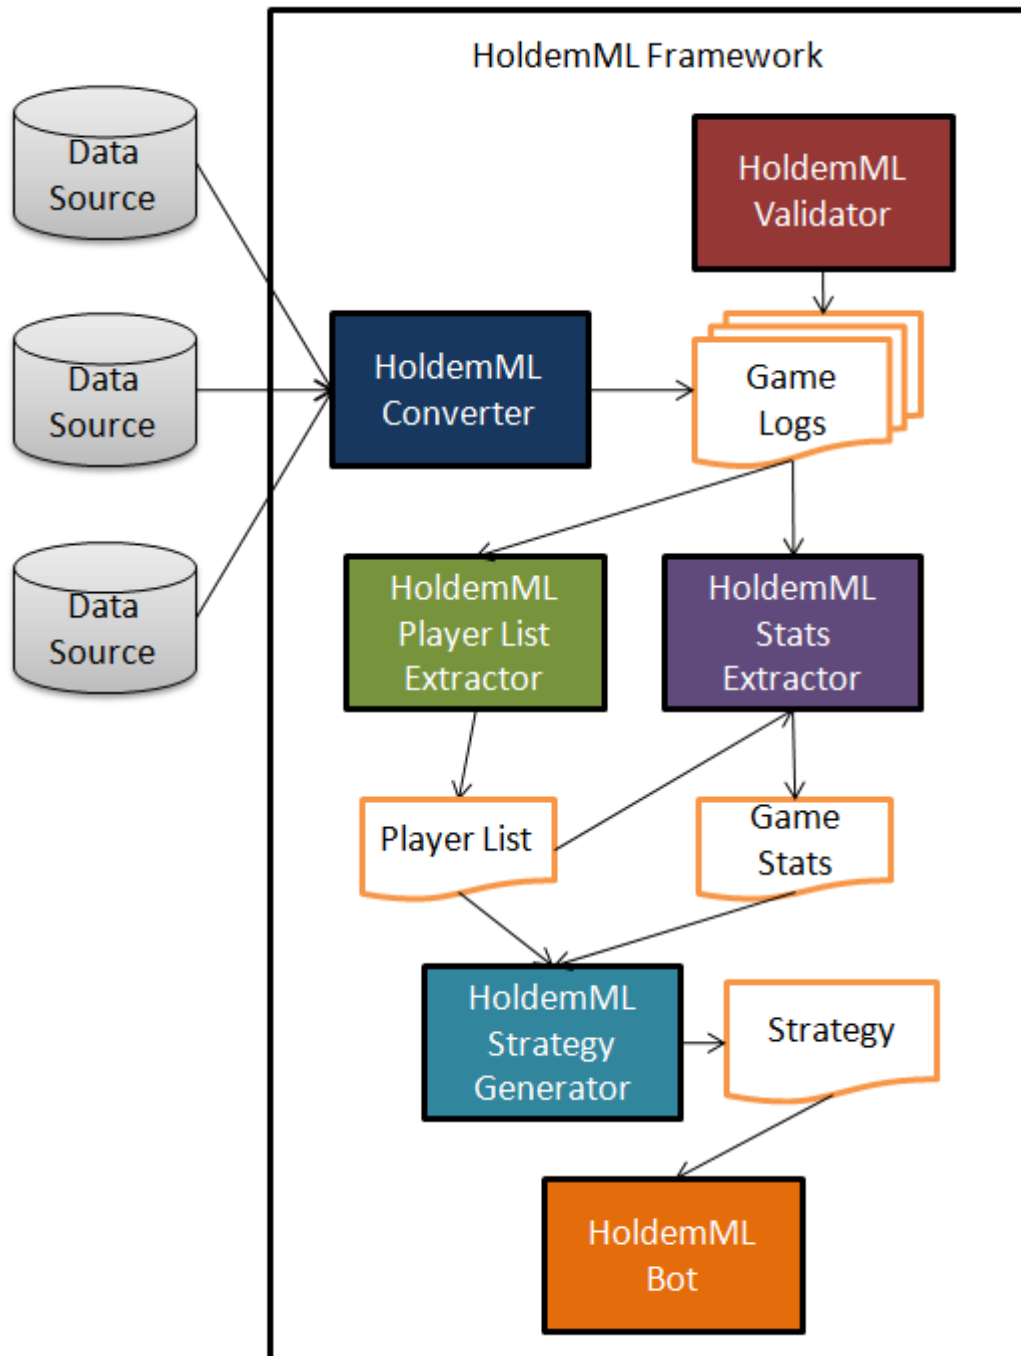 HoldemML Framework
Data
Source
HoldemML
Validator
Data
Source
HoldemML
Converter
Game
Logs
Data
Source
HoldemML
Player List
Extractor
HoldemML
Stats
Extractor
Player List
Game
Stats
HoldemML
Strategy
Generator
Strategy
HoldemML
Bot